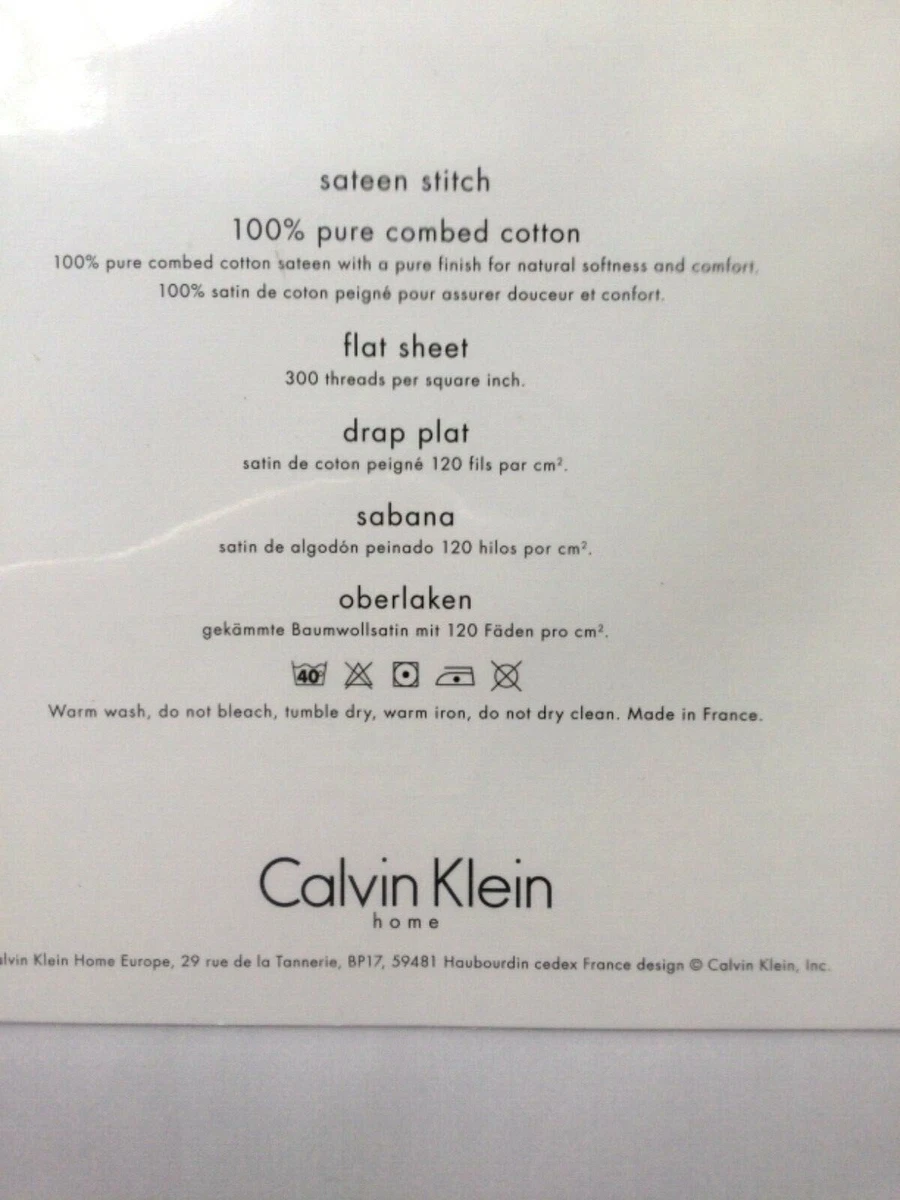 sateen stitch
100% pure combed cotton
100% pure combed cotton sateen with a pure finish for natural softness and comfort.
100% satin de coton peigné pour assurer douceur et confort.
flat sheet
300 threads per square inch.
drap plat
satin de coton peigné 120 fils par cm².
sabana
satin de algodón peinado 120 hilos por cm².
oberlaken
gekämmte Baumwollsatin mit 120 Fäden pro cm².
40
Warm wash, do not bleach, tumble dry, warm iron, do not dry clean. Made in France.
Calvin Klein
home
alvin Klein Home Europe, 29 rue de la Tannerie, BP17, 59481 Haubourdin cedex France design © Calvin Klein, Inc.